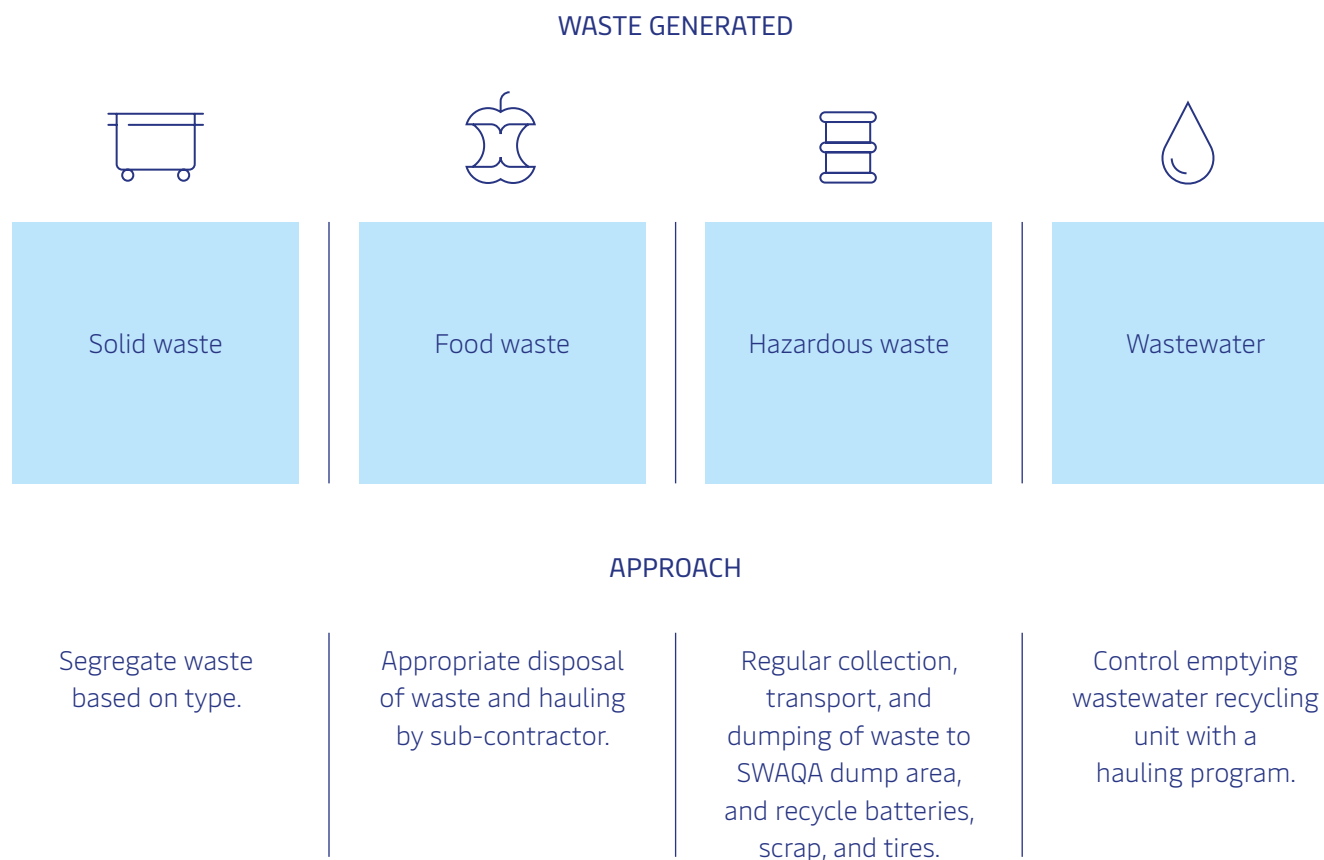 WASTE GENERATED
Solid waste
Food waste
Hazardous waste
Wastewater
APPROACH
Segregate waste
based on type.
Appropriate disposal
of waste and hauling
by sub-contractor.
Regular collection,
transport, and
dumping of waste to
SWAQA dump area,
and recycle batteries,
scrap, and tires.
Control emptying
wastewater recycling
unit with a
hauling program.